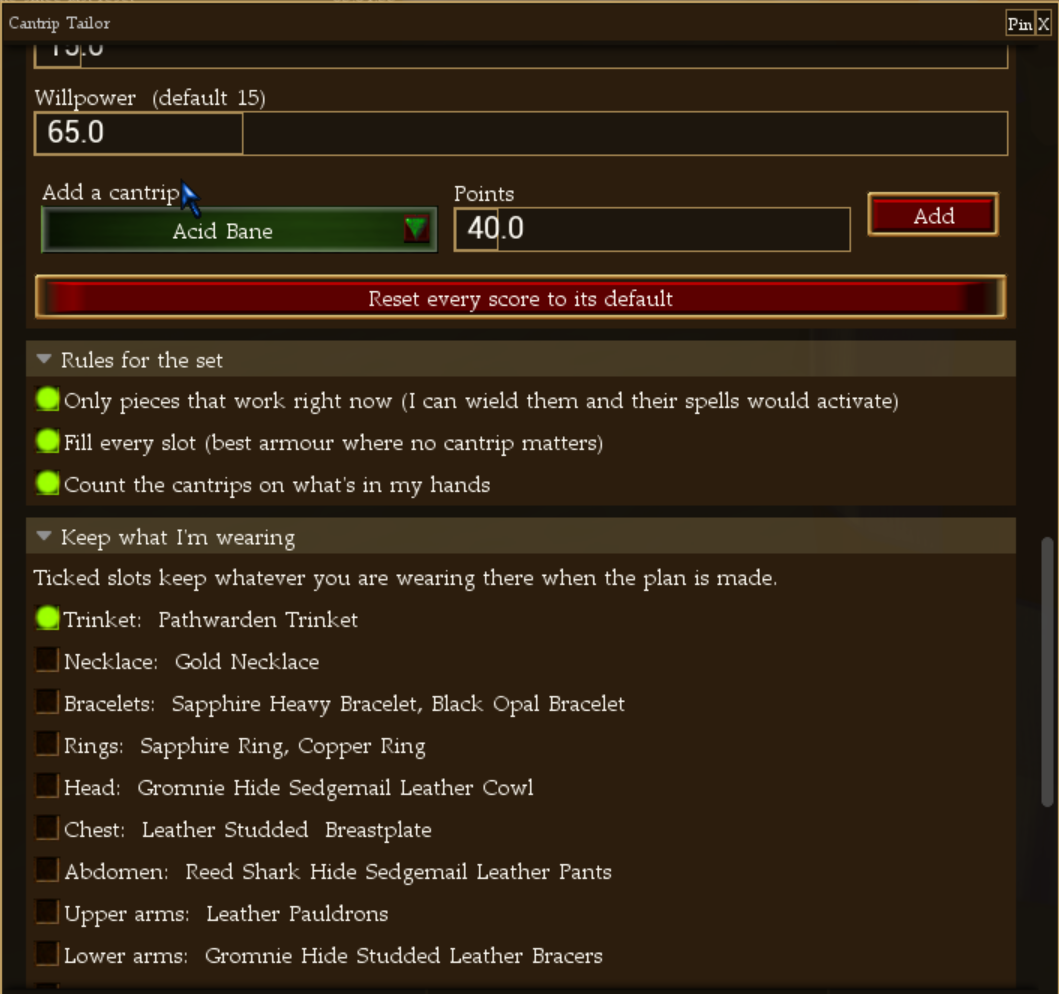 Cantrip Tailor
Pin X
15.0
Willpower (default 15)
65.0
Add a cantrip
Points
Acid Bane
40.0
Add
Reset every score to its default
Rules for the set
Only pieces that work right now (I can wield them and their spells would activate)
Fill every slot (best armour where no cantrip matters)
Count the cantrips on what's in my hands
Keep what I'm wearing
Ticked slots keep whatever you are wearing there when the plan is made.
Trinket: Pathwarden Trinket
Necklace: Gold Necklace
Bracelets: Sapphire Heavy Bracelet, Black Opal Bracelet
Rings: Sapphire Ring, Copper Ring
Head: Gromnie Hide Sedgemail Leather Cowl
Chest: Leather Studded Breastplate
Abdomen: Reed Shark Hide Sedgemail Leather Pants
Upper arms: Leather Pauldrons
Lower arms: Gromnie Hide Studded Leather Bracers